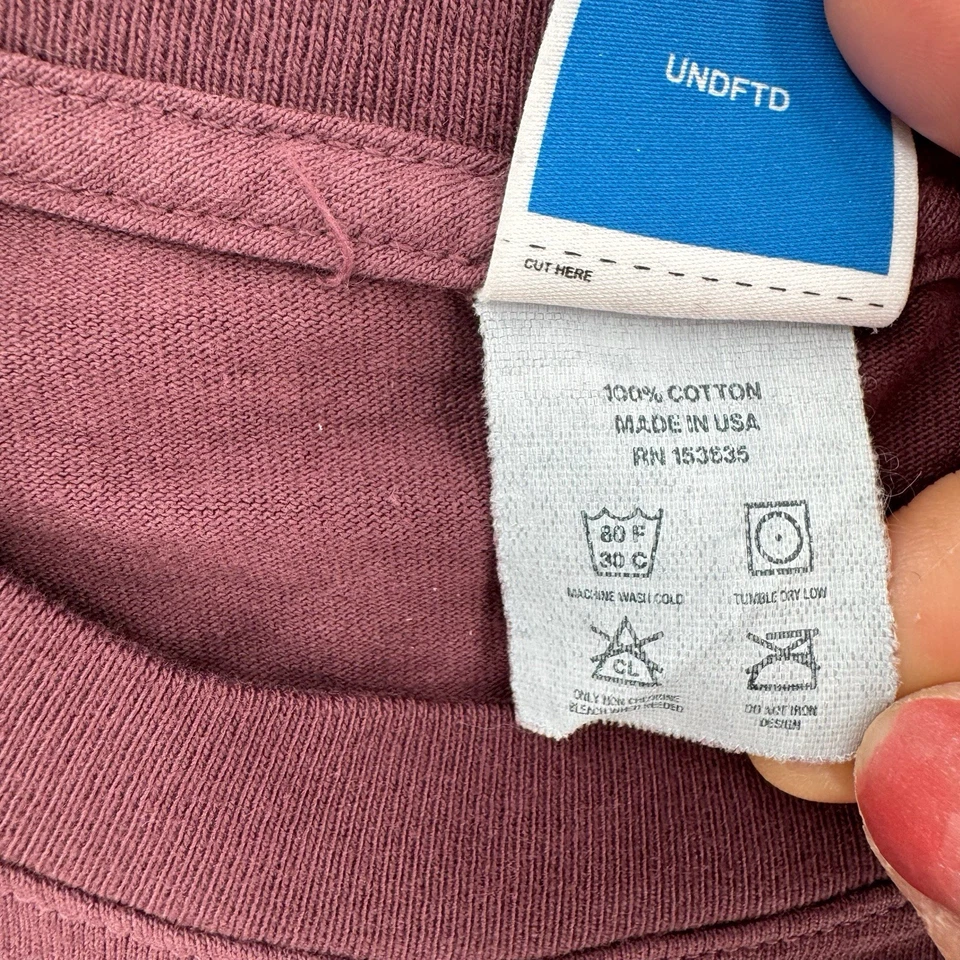 UNDFTD
CUT HERE
100% COTTON
MADE IN USA
RN 153635
80 F
30 C
MACHINE WASH COLD
TUMBLE DRY LOW
CL
ONLY NON CHLORINE
BLEACH WHEN NEEDED
DO NOT IRON
DESIGN